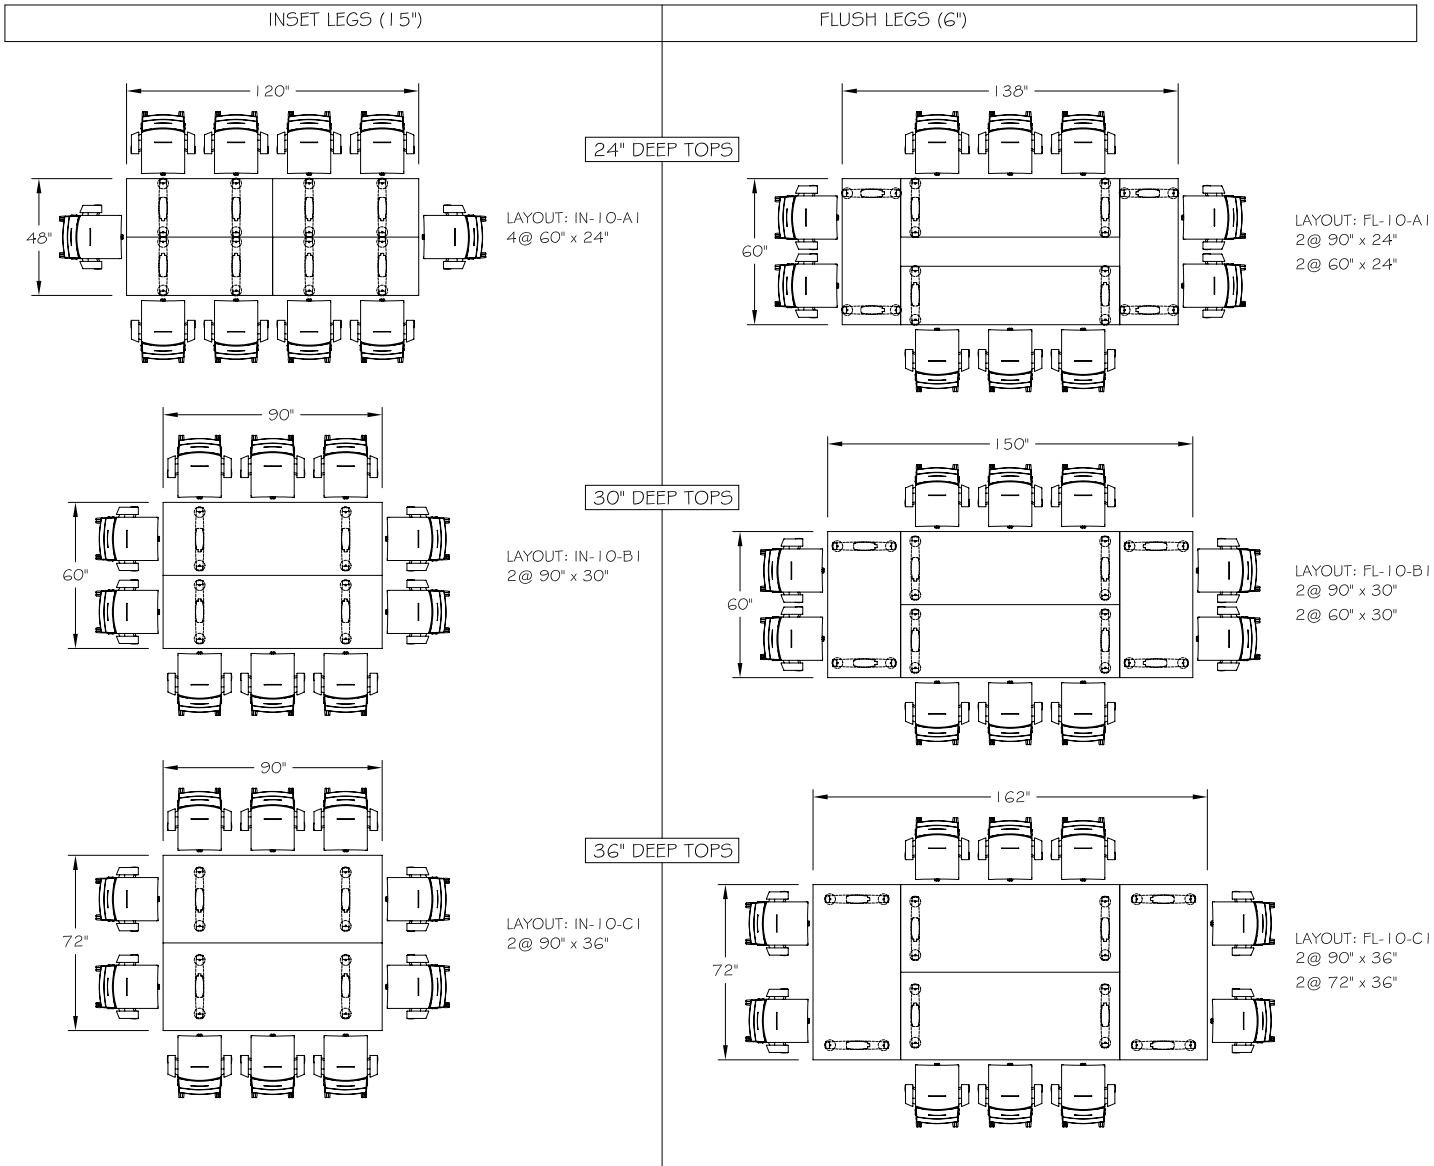 INSET LEGS (15")
FLUSH LEGS (6")
24" DEEP TOPS
120"
48"
LAYOUT: IN-10-A1
4@ 60" x 24"
138"
60"
LAYOUT: FL-10-A1
2@ 90" x 24"
2@ 60" x 24"
30" DEEP TOPS
90"
60"
LAYOUT: IN-10-B1
2@ 90" x 30"
150"
60"
LAYOUT: FL-10-B1
2@ 90" x 30"
2@ 60" x 30"
36" DEEP TOPS
90"
72"
LAYOUT: IN-10-C1
2@ 90" x 36"
162"
72"
LAYOUT: FL-10-C1
2@ 90" x 36"
2@ 72" x 36"